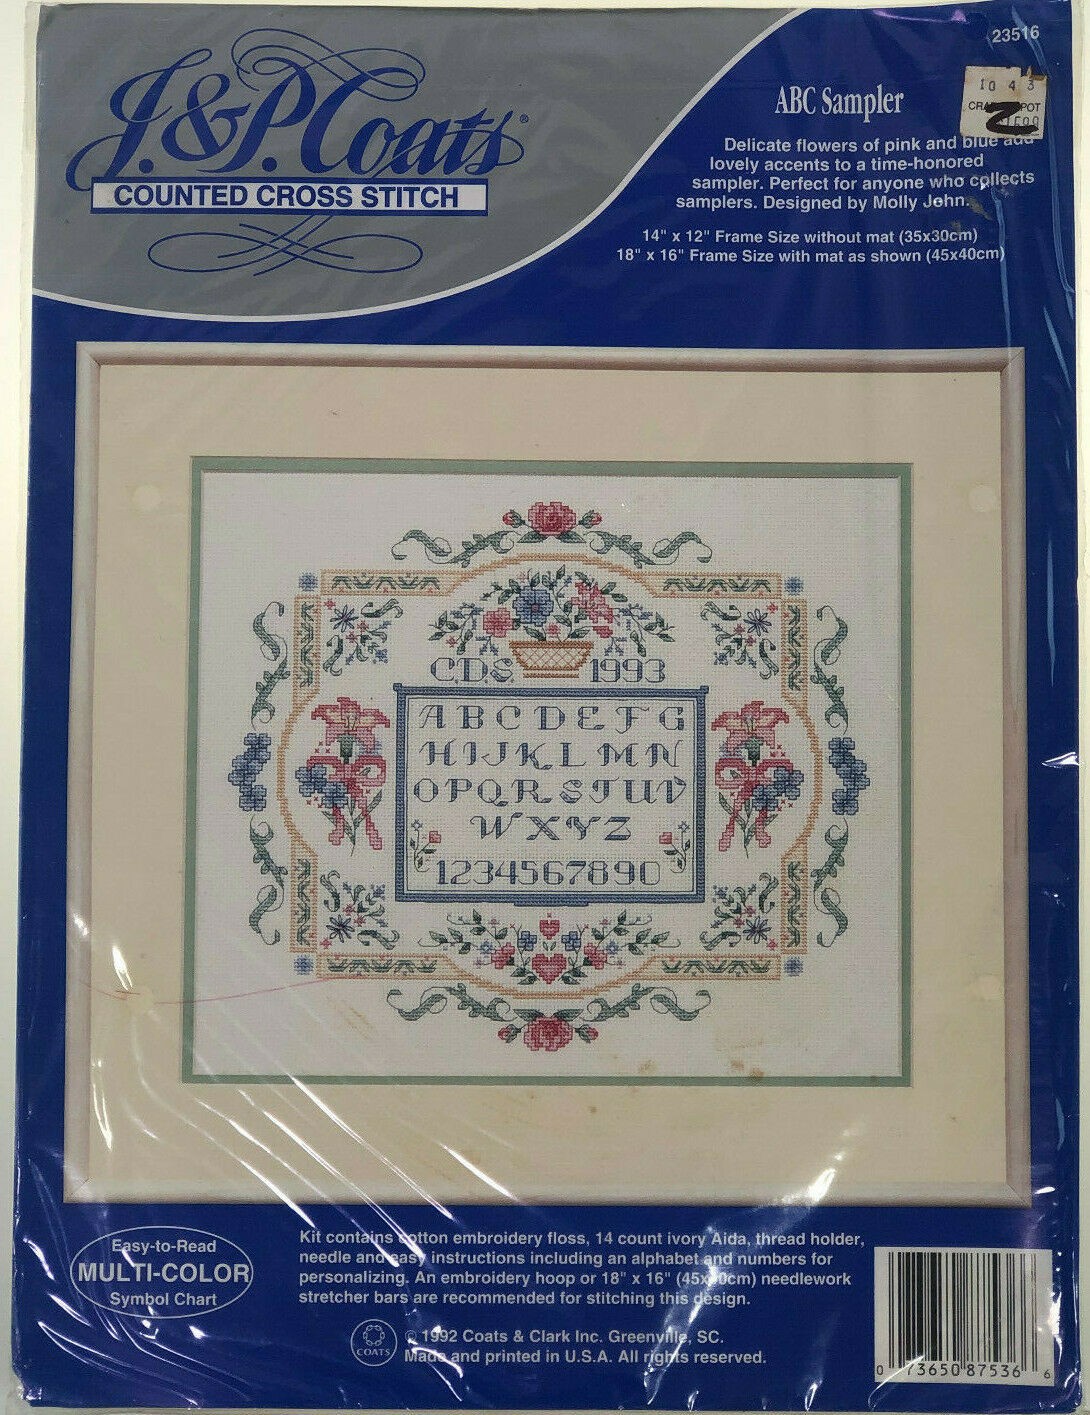 J.&P. Coats®
COUNTED CROSS STITCH
23516
10 4 3
ABC Sampler
Delicate flowers of pink and blue add
lovely accents to a time-honored
sampler. Perfect for anyone who collects
samplers. Designed by Molly John.
14" x 12" Frame Size without mat (35x30cm)
18" x 16" Frame Size with mat as shown (45x40cm)
C.D.S. 1993
ABCDEFG
HIJKLMN
OPQRSTUV
WXYZ
1234567890
Easy-to-Read
MULTI-COLOR
Symbol Chart
Kit contains cotton embroidery floss, 14 count ivory Aida, thread holder,
needle and easy instructions including an alphabet and numbers for
personalizing. An embroidery hoop or 18" x 16" (45x40cm) needlework
stretcher bars are recommended for stitching this design.
COATS
© 1992 Coats & Clark Inc. Greenville, SC.
Made and printed in U.S.A. All rights reserved.
0 73650 87536 6